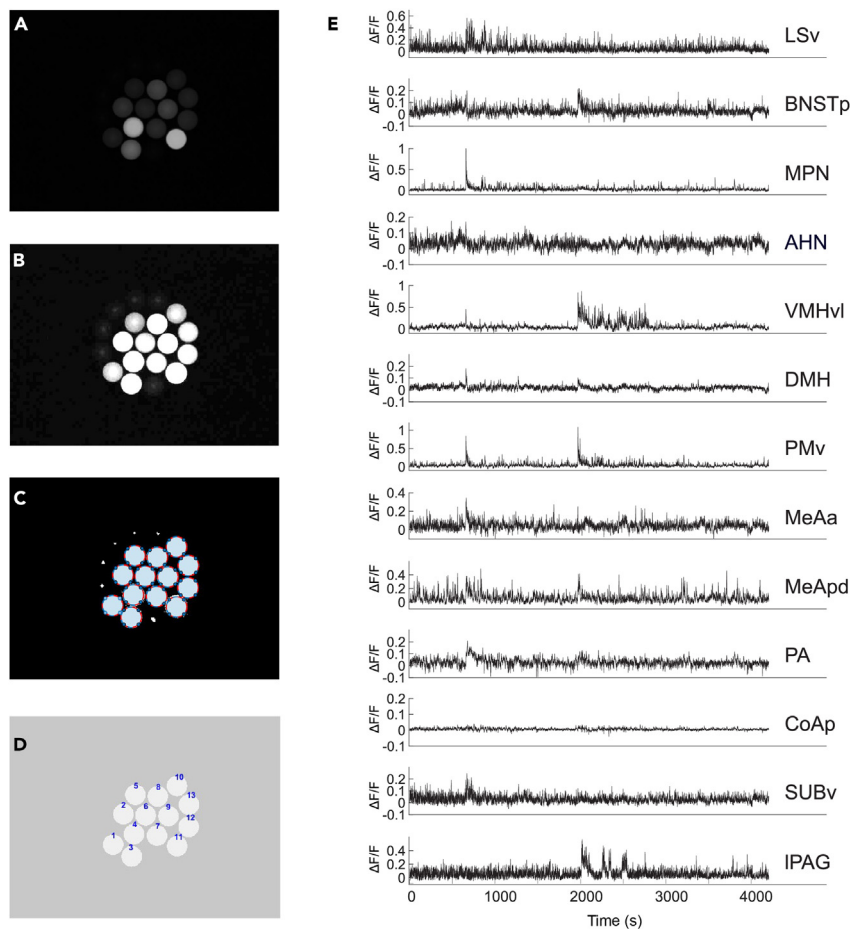 A
B
C
D
1
2
3
4
5
6
7
8
9
10
11
12
13
E
ΔF/F
0.6
0.4
0.2
0
LSv
ΔF/F
0.2
0.1
0
-0.1
BNSTp
ΔF/F
1
0.5
0
MPN
ΔF/F
0.2
0.1
0
-0.1
AHN
ΔF/F
1
0.5
0
VMHvl
ΔF/F
0.2
0.1
0
-0.1
DMH
ΔF/F
1
0.5
0
PMv
ΔF/F
0.4
0.2
0
MeAa
ΔF/F
0.4
0.2
0
MeApd
ΔF/F
0.2
0.1
0
-0.1
PA
ΔF/F
0.2
0.1
0
-0.1
CoAp
ΔF/F
0.2
0.1
0
-0.1
SUBv
ΔF/F
0.4
0.2
0
lPAG
0 1000 2000 3000 4000
Time (s)